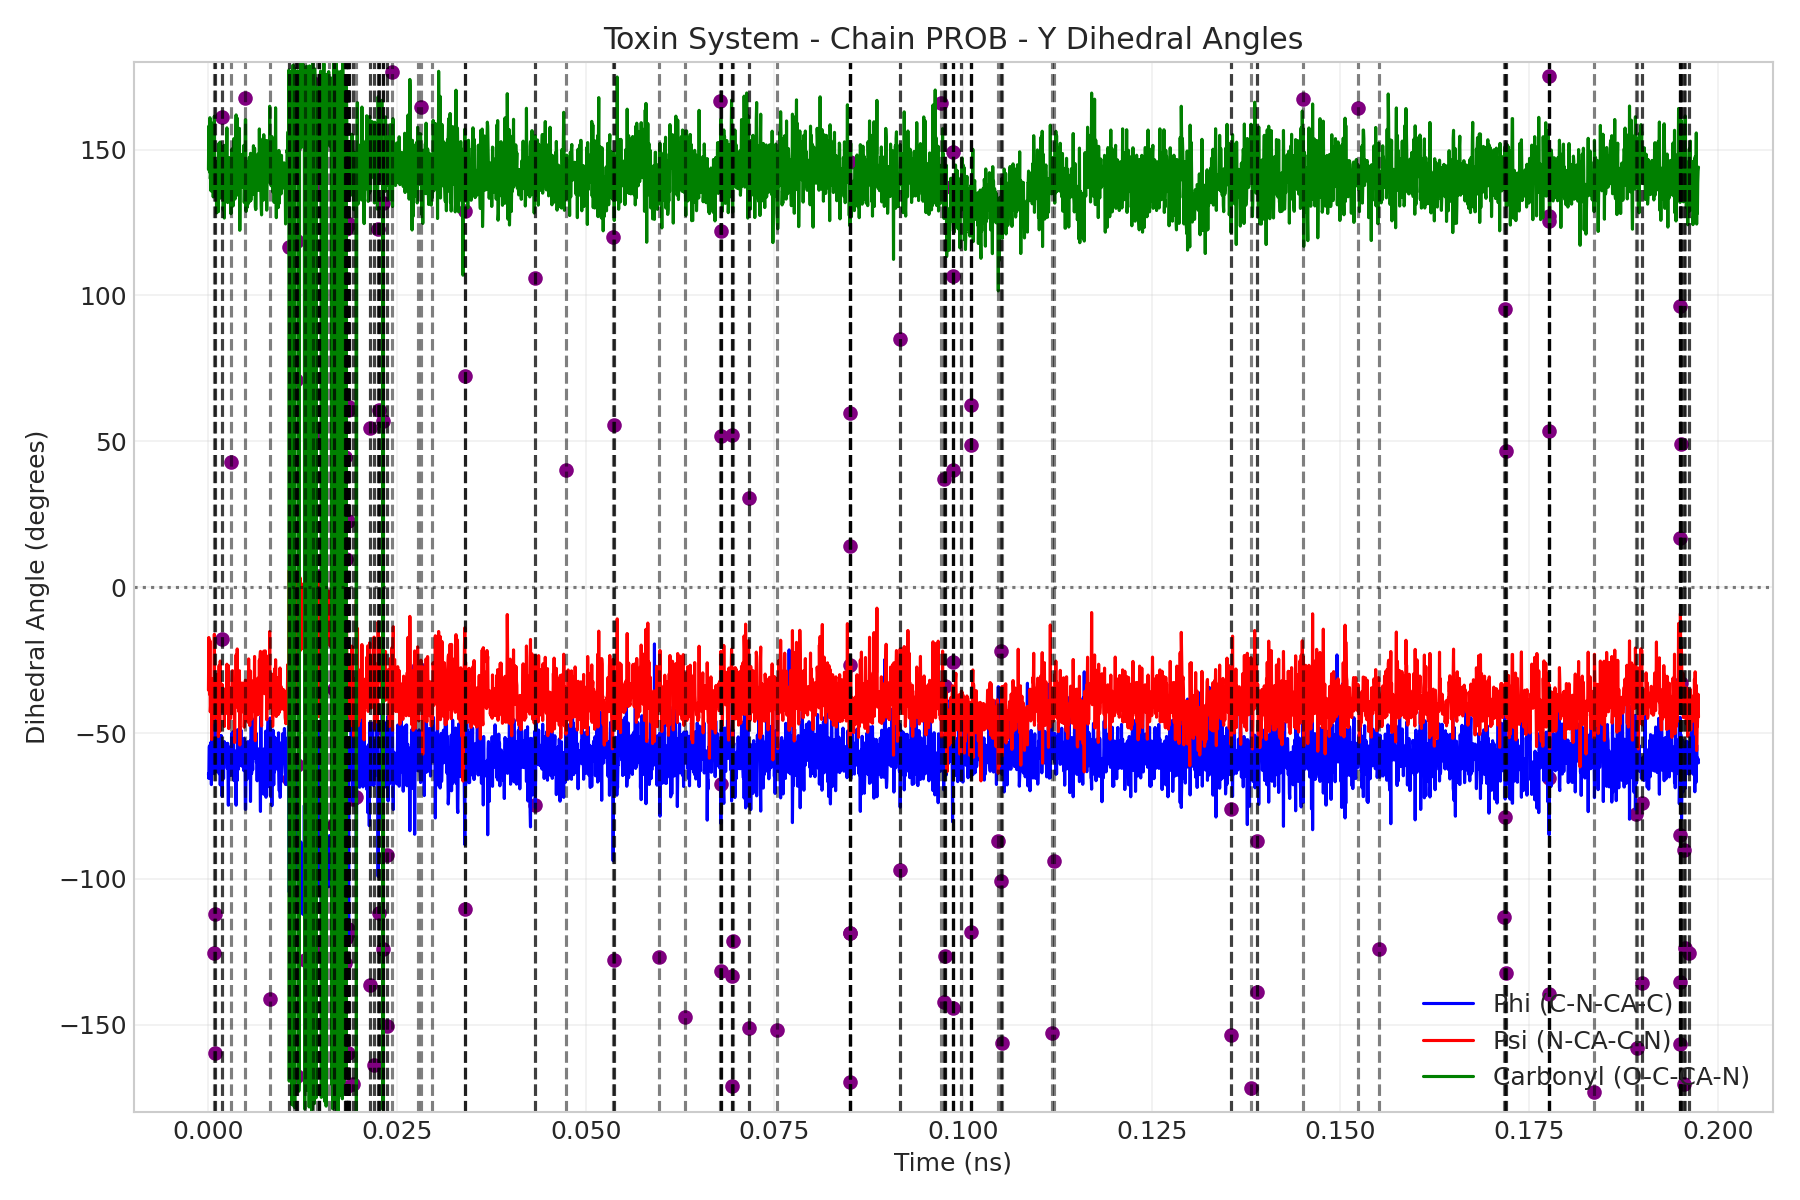 Toxin System - Chain PROB - Y Dihedral Angles
Dihedral Angle (degrees)
150
100
50
0
−50
−100
−150
Phi (C-N-CA-C)
Psi (N-CA-C-N)
Carbonyl (O-C-CA-N)
0.000 0.025 0.050 0.075 0.100 0.125 0.150 0.175 0.200
Time (ns)